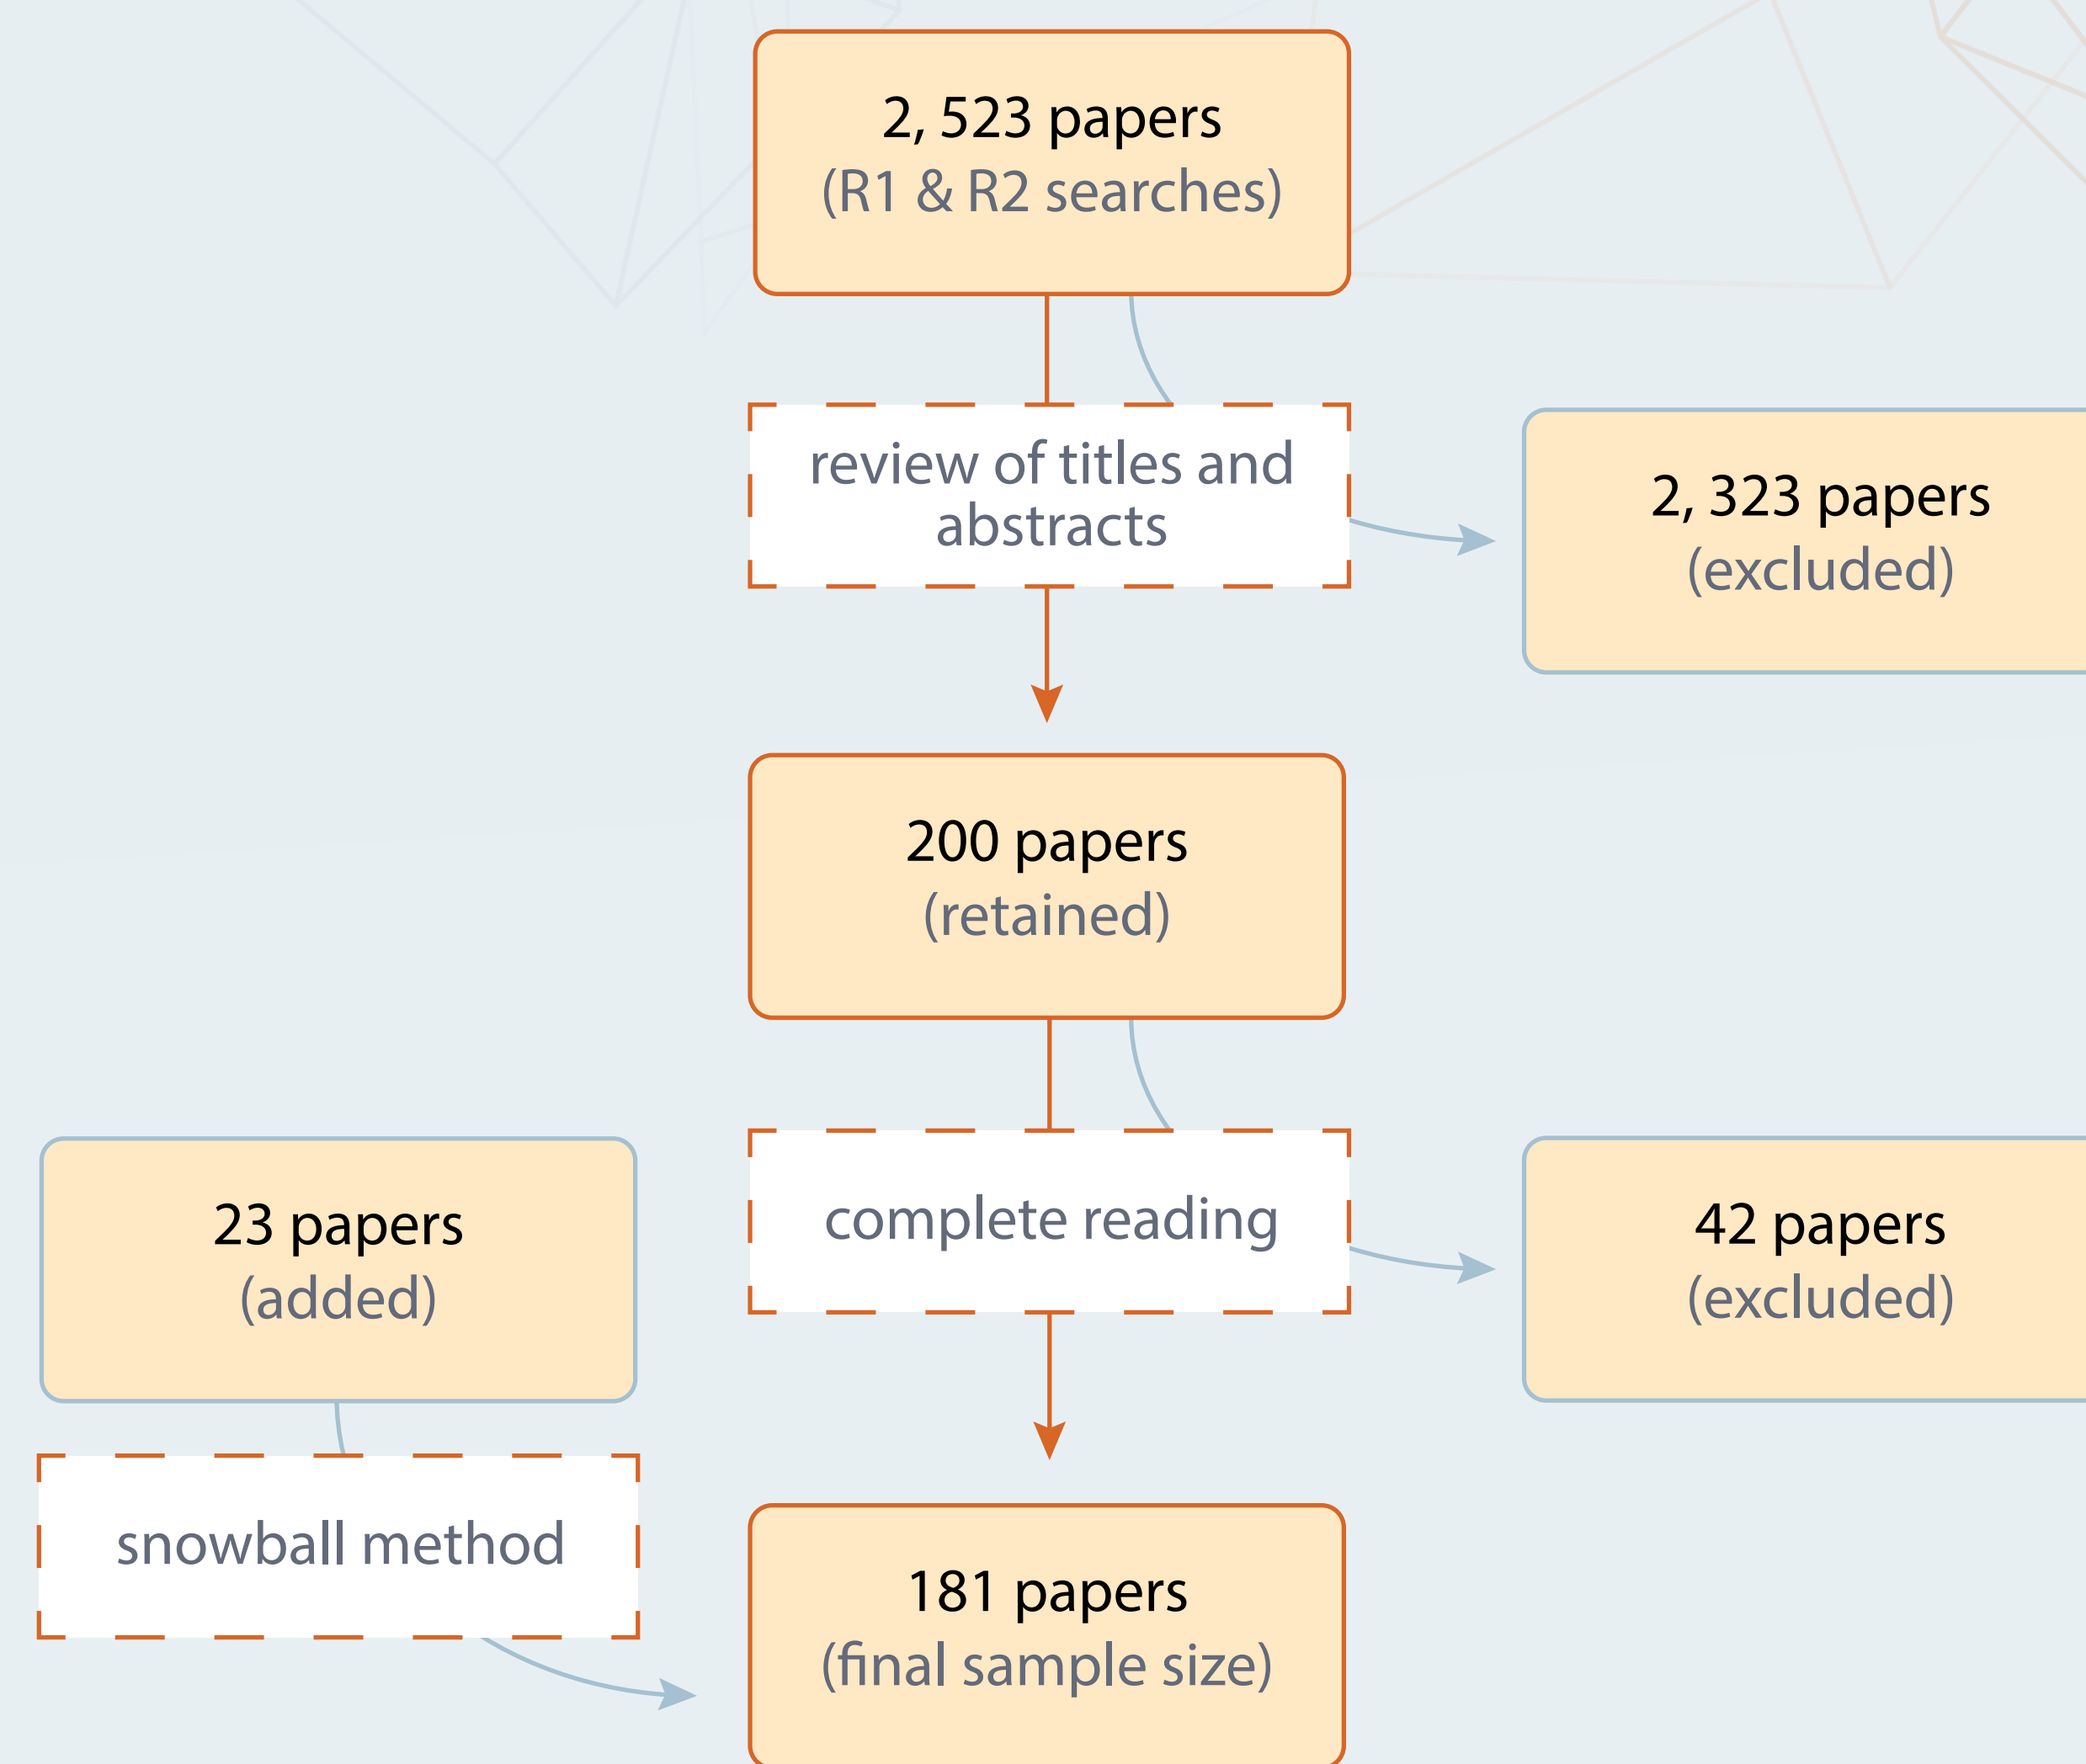 2, 523 papers
(R1 & R2 searches)
review of titles and
abstracts
2, 323 papers
(excluded)
200 papers
(retained)
complete reading
42 papers
(excluded)
23 papers
(added)
snowball method
181 papers
(final sample size)